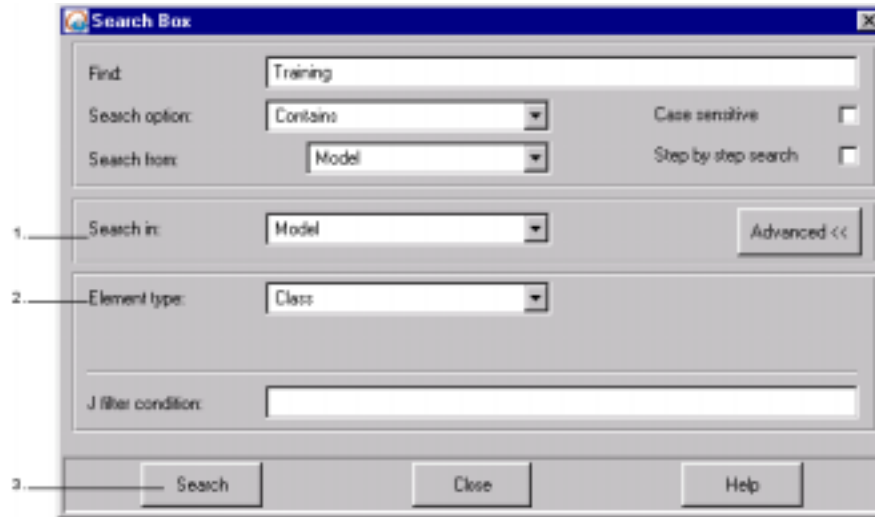 Search Box
Find:
Training
Search option:
Contains
Case sensitive
Search from:
Model
Step by step search
1.
Search in:
Model
Advanced <<
2.
Element type:
Class
J filter condition:
3.
Search
Close
Help